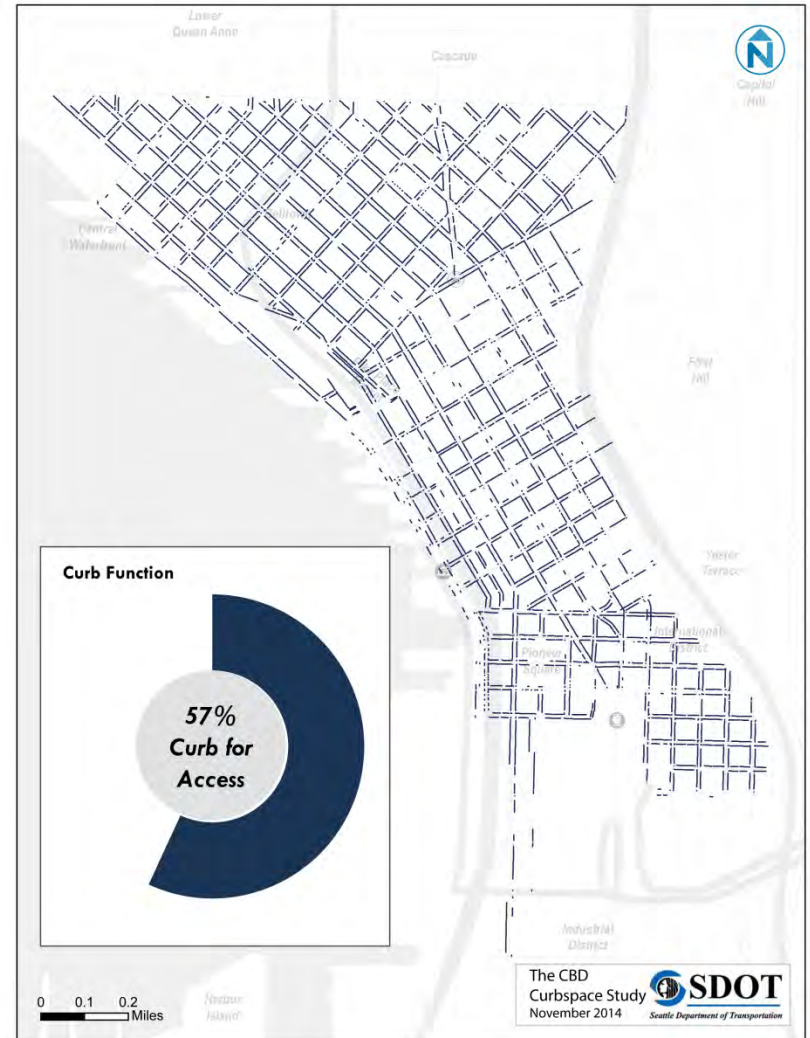 Lower
Queen Anne
Cascade
N
Capitol
Hill
Belltown
Central
Waterfront
First
Hill
Yesler
Terrace
International
District
Pioneer
Square
Curb Function
57%
Curb for
Access
Industrial
District
Harbor
Island
0 0.1 0.2
Miles
The CBD
Curbspace Study
November 2014
SDOT
Seattle Department of Transportation